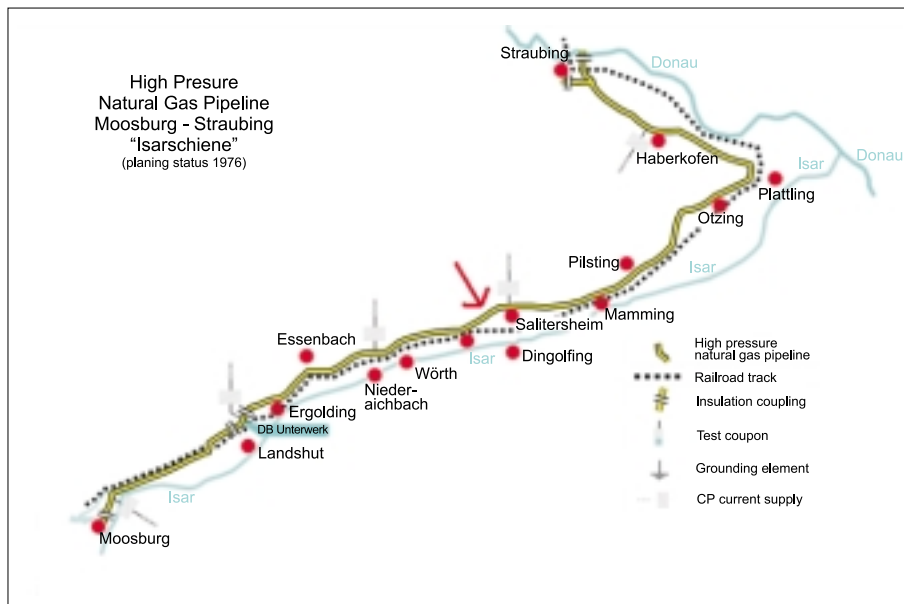 High Presure
Natural Gas Pipeline
Moosburg - Straubing
“Isarschiene”
(planing status 1976)
Straubing
Donau
Haberkofen
Isar
Donau
Plattling
Otzing
Pilsting
Isar
Mamming
Salitersheim
Essenbach
Isar
Dingolfing
Wörth
Nieder-
aichbach
Ergolding
DB Unterwerk
Landshut
Isar
Moosburg
High pressure
natural gas pipeline
Railroad track
Insulation coupling
Test coupon
Grounding element
CP current supply